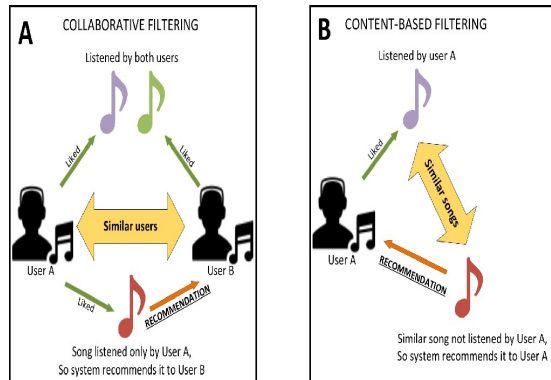 A
COLLABORATIVE FILTERING
Listened by both users
Liked
Liked
Similar users
User A
User B
Liked
RECOMMENDATION
Song listened only by User A,
So system recommends it to User B
B
CONTENT-BASED FILTERING
Listened by user A
Liked
Similar songs
User A
RECOMMENDATION
Similar song not listened by User A,
So system recommends it to User A